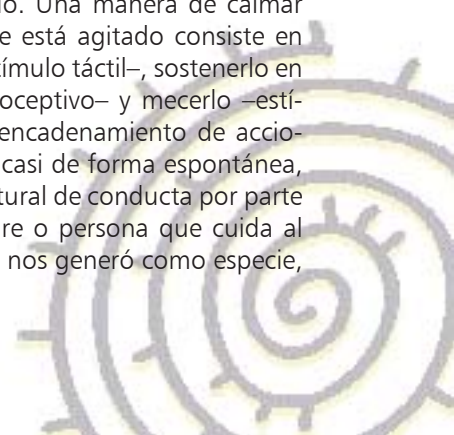 o. Una manera de calmar
e está agitado consiste en
tímulo táctil–, sostenerlo en
oceptivo– y mecerlo –estí-
encadenamiento de accio-
casi de forma espontánea,
tural de conducta por parte
re o persona que cuida al
nos generó como especie,